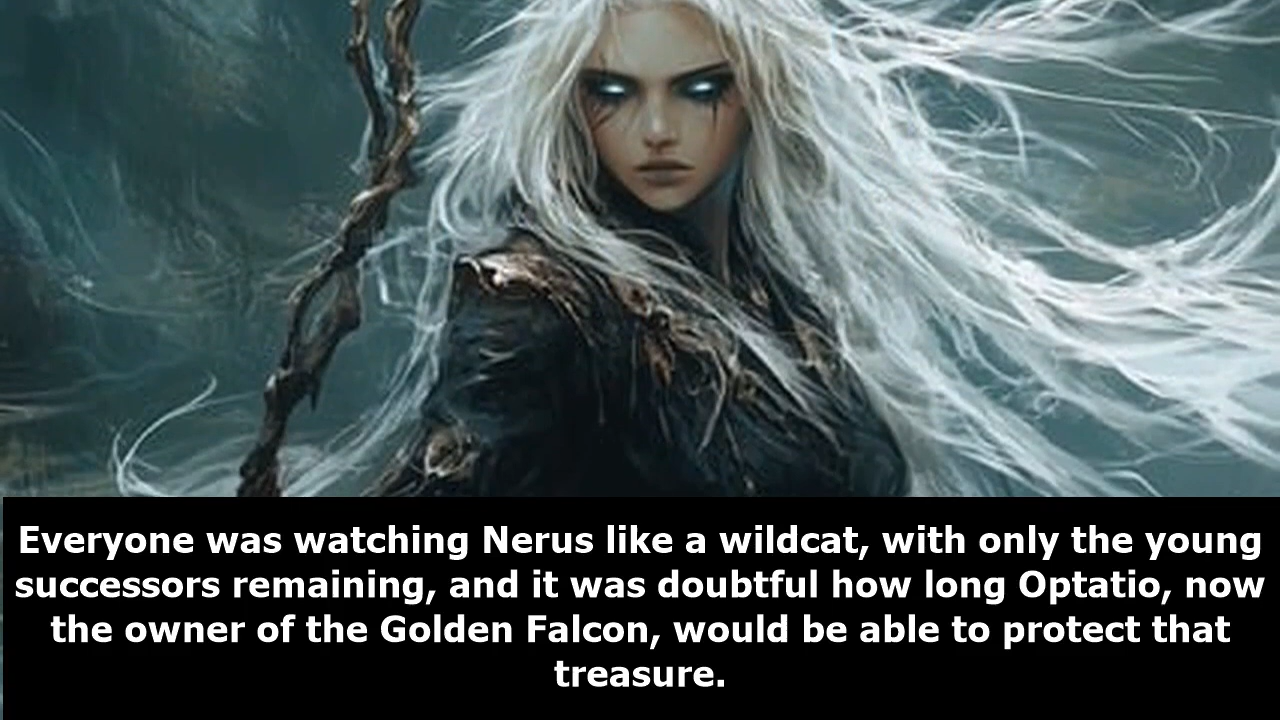 Everyone was watching Nerus like a wildcat, with only the young
successors remaining, and it was doubtful how long Optatio, now
the owner of the Golden Falcon, would be able to protect that
treasure.